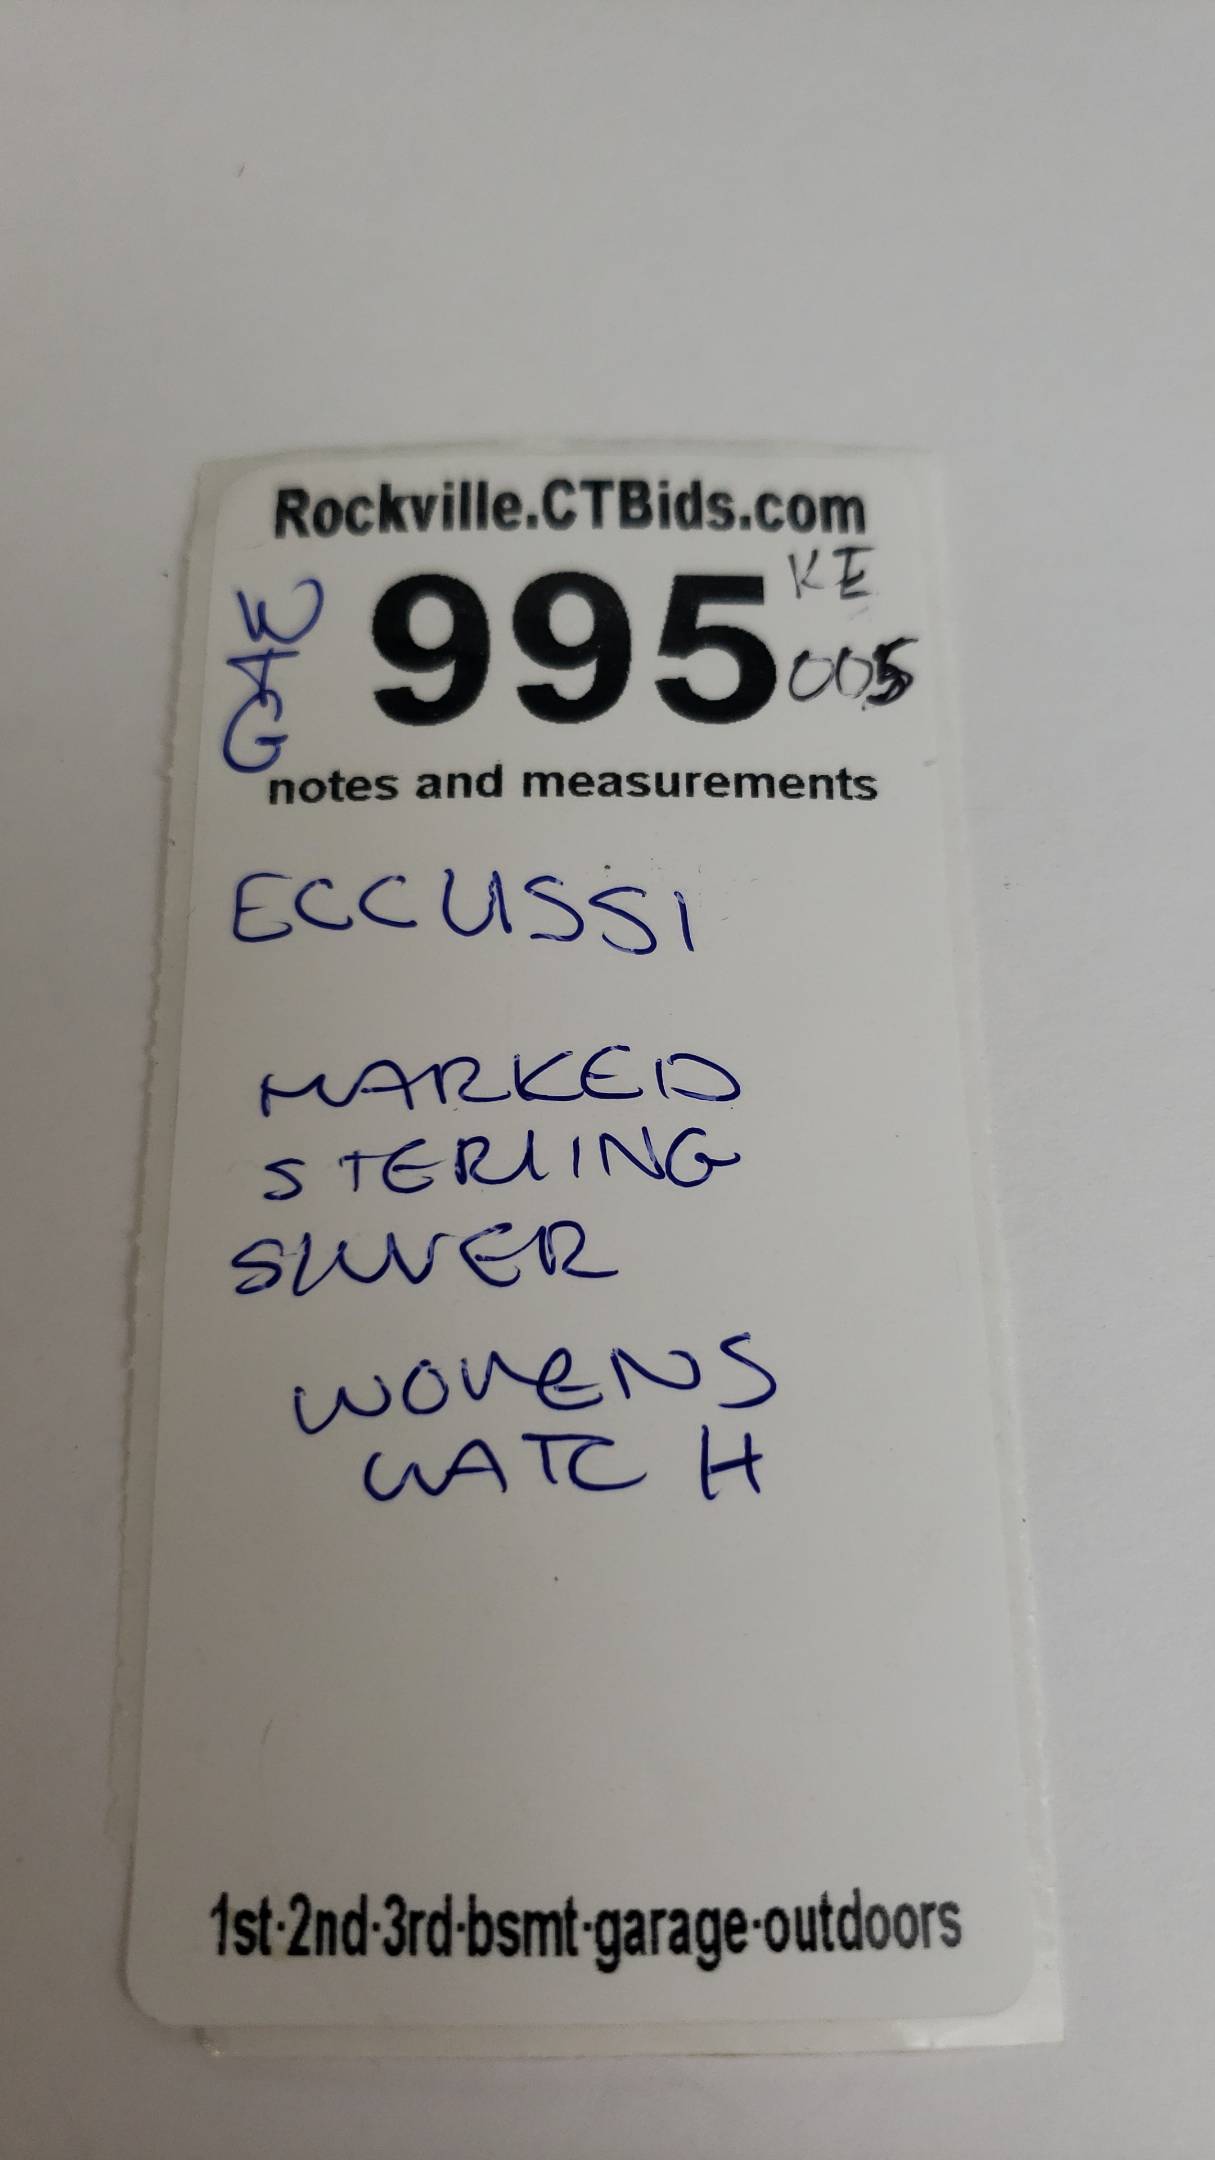 Rockville.CTBids.com
GAW 995 KE
005
notes and measurements
ECCUSSI
MARKED
STERLING
SILVER
WOMENS
WATCH
1st·2nd·3rd·bsmt·garage·outdoors